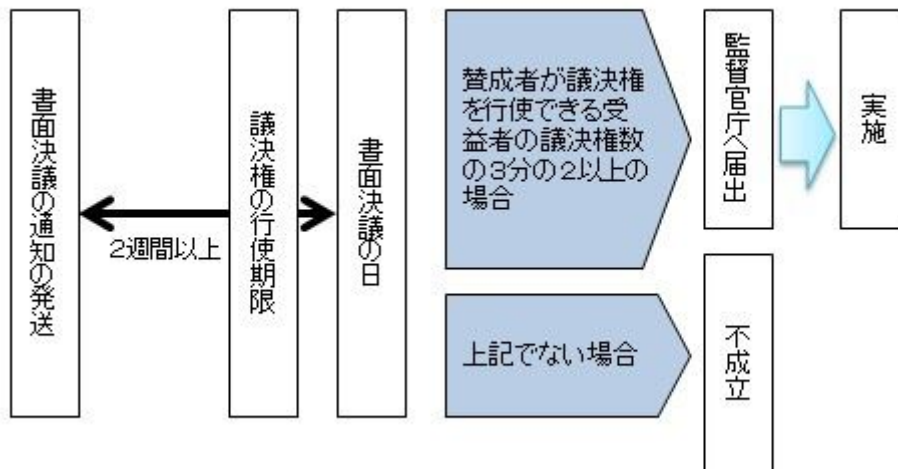 書面決議の通知の発送
2週間以上
議決権の行使期限
書面決議の日
賛成者が議決権
を行使できる受
益者の議決権数
の3分の2以上の
場合
監督官庁へ届出
実施
上記でない場合
不成立